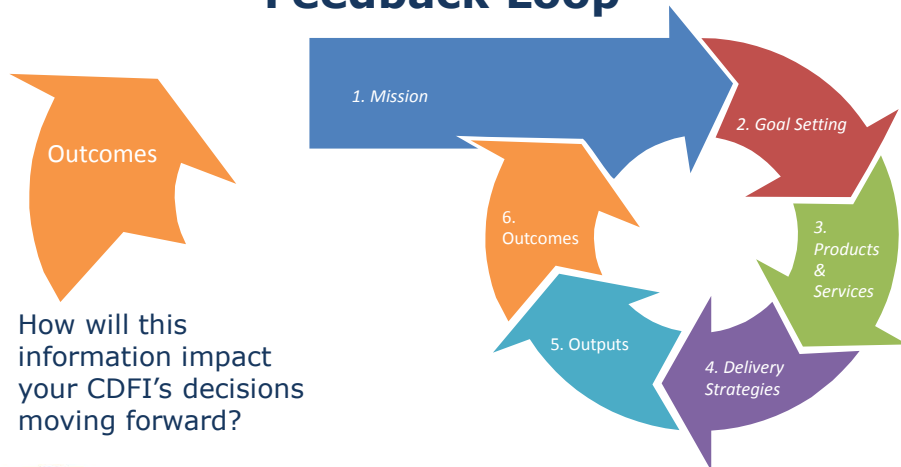 Feedback Loop
Outcomes
How will this
information impact
your CDFI's decisions
moving forward?
1. Mission
2. Goal Setting
3.
Products
&
Services
4. Delivery
Strategies
5. Outputs
6.
Outcomes